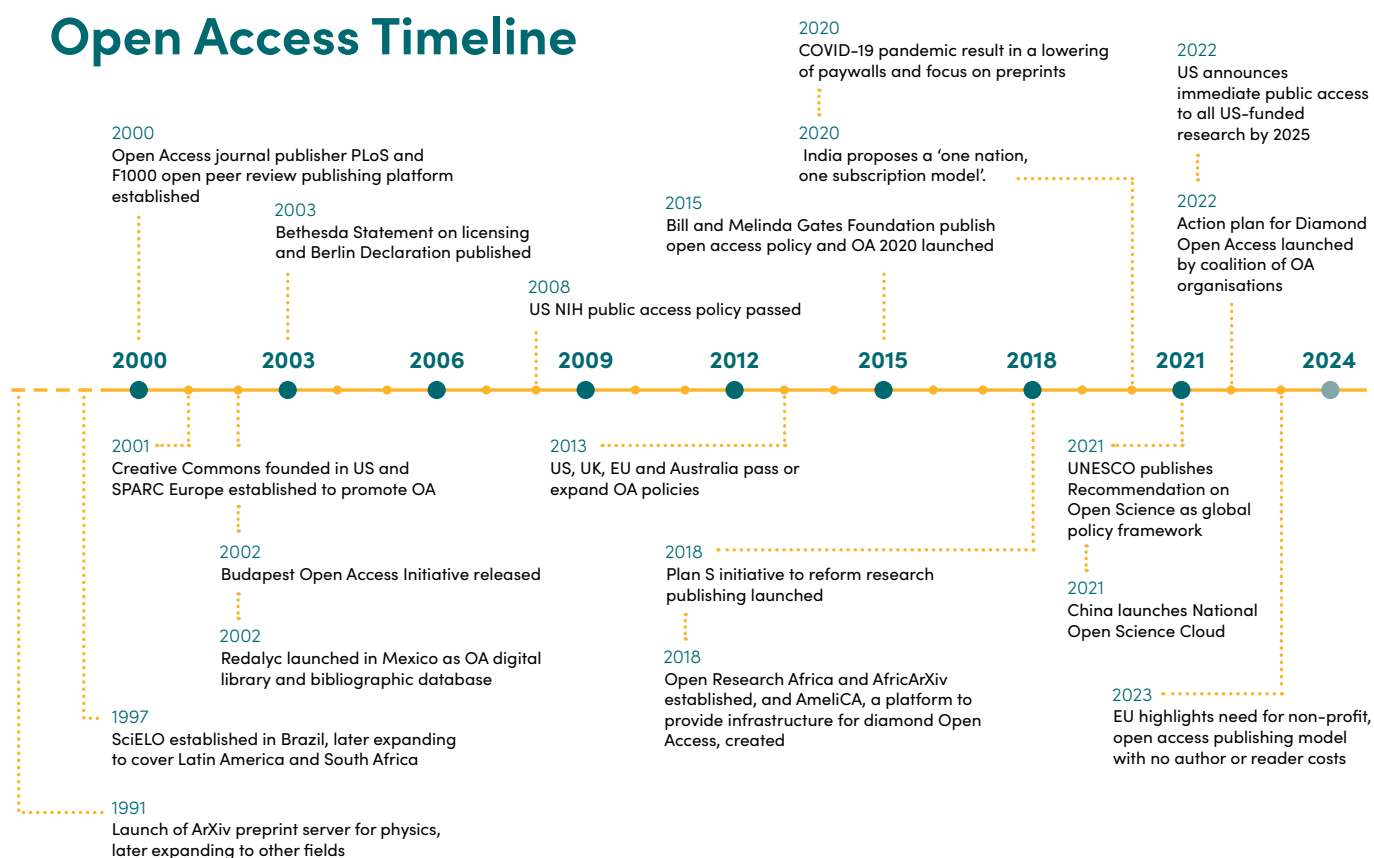 Open Access Timeline
2020
COVID-19 pandemic result in a lowering
of paywalls and focus on preprints
2022
US announces
immediate public access
to all US-funded
research by 2025
2000
Open Access journal publisher PLoS and
F1000 open peer review publishing platform
established
2020
India proposes a ‘one nation,
one subscription model’.
2003
Bethesda Statement on licensing
and Berlin Declaration published
2015
Bill and Melinda Gates Foundation publish
open access policy and OA 2020 launched
2022
Action plan for Diamond
Open Access launched
by coalition of OA
organisations
2008
US NIH public access policy passed
2000 2003 2006 2009 2012 2015 2018 2021 2024
2001
Creative Commons founded in US and
SPARC Europe established to promote OA
2013
US, UK, EU and Australia pass or
expand OA policies
2021
UNESCO publishes
Recommendation on
Open Science as global
policy framework
2002
Budapest Open Access Initiative released
2018
Plan S initiative to reform research
publishing launched
2021
China launches National
Open Science Cloud
2002
Redalyc launched in Mexico as OA digital
library and bibliographic database
2018
Open Research Africa and AfricArXiv
established, and AmeliCA, a platform to
provide infrastructure for diamond Open
Access, created
2023
EU highlights need for non-profit,
open access publishing model
with no author or reader costs
1997
SciELO established in Brazil, later expanding
to cover Latin America and South Africa
1991
Launch of ArXiv preprint server for physics,
later expanding to other fields